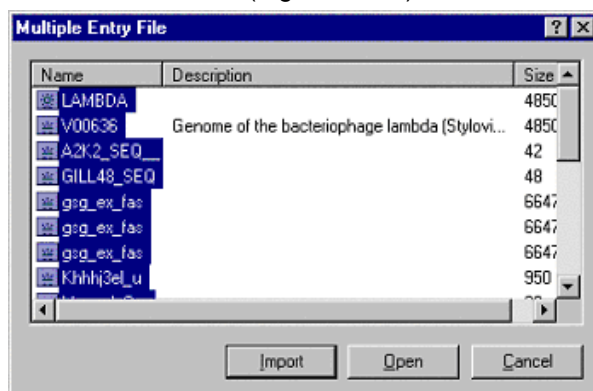 Multiple Entry File
Name Description Size
LAMBDA 4850
V00636 Genome of the bacteriophage lambda (Stylovi... 4850
A2K2_SEQ__ 42
GILL48_SEQ 48
gsg_ex_fas 6647
gsg_ex_fas 6647
gsg_ex_fas 6647
Khhhj3el_u 950
Import Open Cancel